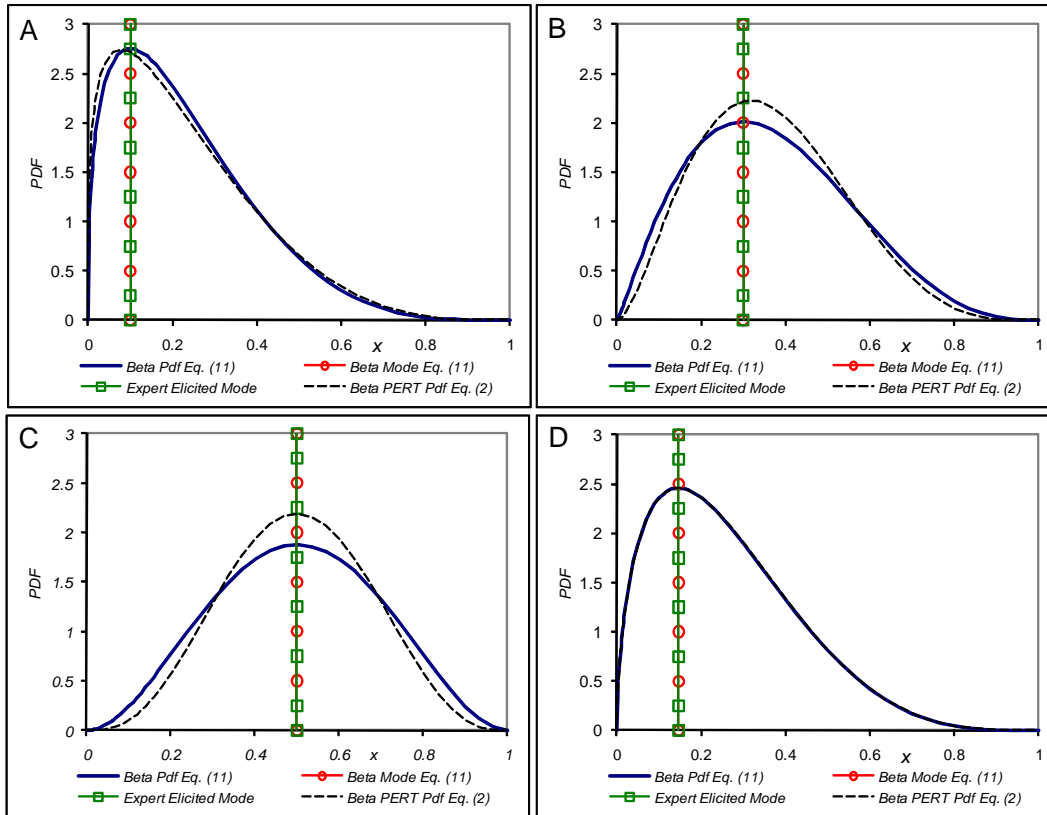 A
PDF
3
2.5
2
1.5
1
0.5
0
0 0.2 0.4 0.6 x 0.8 1
Beta Pdf Eq. (11) Beta Mode Eq. (11)
Expert Elicited Mode Beta PERT Pdf Eq. (2)
B
PDF
3
2.5
2
1.5
1
0.5
0
0 0.2 0.4 0.6 x 0.8 1
Beta Pdf Eq. (11) Beta Mode Eq. (11)
Expert Elicited Mode Beta PERT Pdf Eq. (2)
C
PDF
3
2.5
2
1.5
1
0.5
0
0 0.2 0.4 0.6 0.8 x 1
Beta Pdf Eq. (11) Beta Mode Eq. (11)
Expert Elicited Mode Beta PERT Pdf Eq. (2)
D
PDF
3
2.5
2
1.5
1
0.5
0
0 0.2 0.4 0.6 0.8 x 1
Beta Pdf Eq. (11) Beta Mode Eq. (11)
Expert Elicited Mode Beta PERT Pdf Eq. (2)